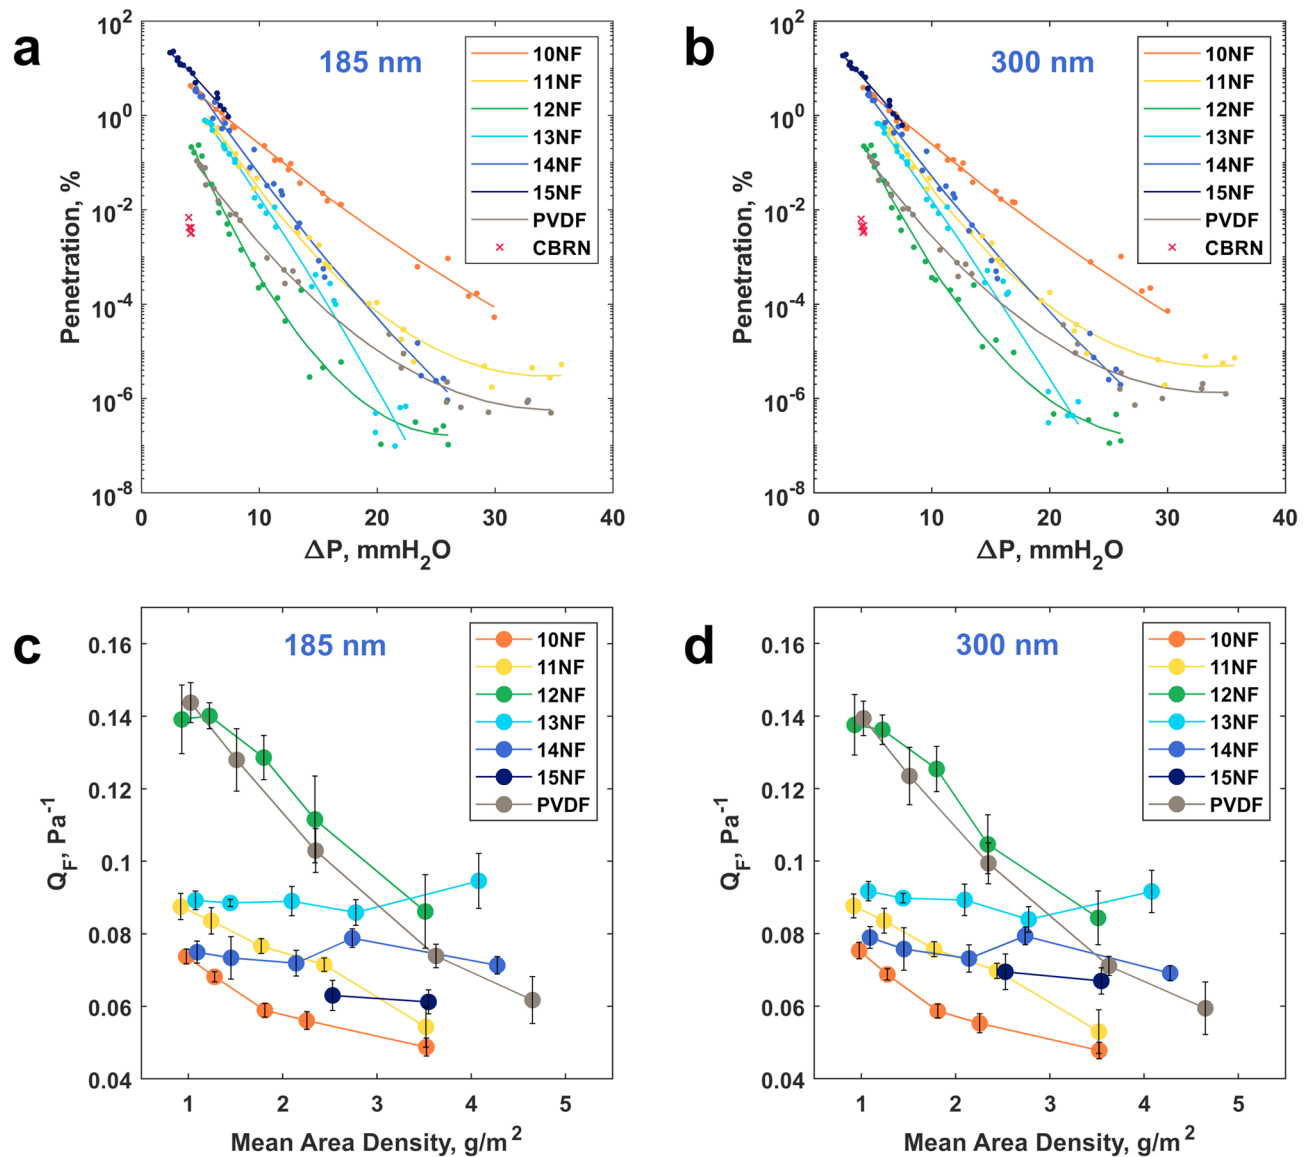 a
185 nm
10^2
10^0
10^-2
10^-4
10^-6
10^-8
Penetration, %
0 10 20 30 40
ΔP, mmH2O
10NF
11NF
12NF
13NF
14NF
15NF
PVDF
CBRN
b
300 nm
10^2
10^0
10^-2
10^-4
10^-6
10^-8
Penetration, %
0 10 20 30 40
ΔP, mmH2O
10NF
11NF
12NF
13NF
14NF
15NF
PVDF
CBRN
c
185 nm
0.16
0.14
0.12
0.1
0.08
0.06
0.04
QF, Pa^-1
1 2 3 4 5
Mean Area Density, g/m^2
10NF
11NF
12NF
13NF
14NF
15NF
PVDF
d
300 nm
0.16
0.14
0.12
0.1
0.08
0.06
0.04
QF, Pa^-1
1 2 3 4 5
Mean Area Density, g/m^2
10NF
11NF
12NF
13NF
14NF
15NF
PVDF